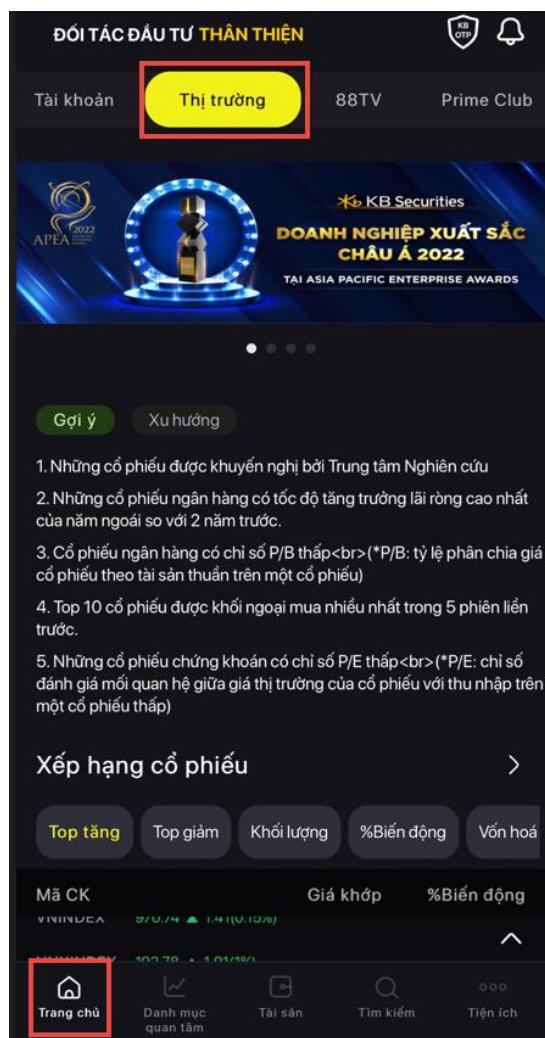 ĐỐI TÁC ĐẦU TƯ THÂN THIỆN
KB
OTP
Tài khoản
Thị trường
88TV
Prime Club
APEA
2022
KB Securities
DOANH NGHIỆP XUẤT SẮC
CHÂU Á 2022
TẠI ASIA PACIFIC ENTERPRISE AWARDS
Gợi ý
Xu hướng
1. Những cổ phiếu được khuyến nghị bởi Trung tâm Nghiên cứu
2. Những cổ phiếu ngân hàng có tốc độ tăng trưởng lãi ròng cao nhất
của năm ngoái so với 2 năm trước.
3. Cổ phiếu ngân hàng có chỉ số P/B thấp<br>(*P/B: tỷ lệ phân chia giá
cổ phiếu theo tài sản thuần trên một cổ phiếu)
4. Top 10 cổ phiếu được khối ngoại mua nhiều nhất trong 5 phiên liền
trước.
5. Những cổ phiếu chứng khoán có chỉ số P/E thấp<br>(*P/E: chỉ số
đánh giá mối quan hệ giữa giá thị trường của cổ phiếu với thu nhập trên
một cổ phiếu thấp)
Xếp hạng cổ phiếu
Top tăng
Top giảm
Khối lượng
%Biến động
Vốn hoá
Mã CK
Giá khớp
%Biến động
VNINDEX 970.74 ▲ 1.41(0.15%)
Trang chủ
Danh mục
quan tâm
Tài sản
Tìm kiếm
Tiện ích